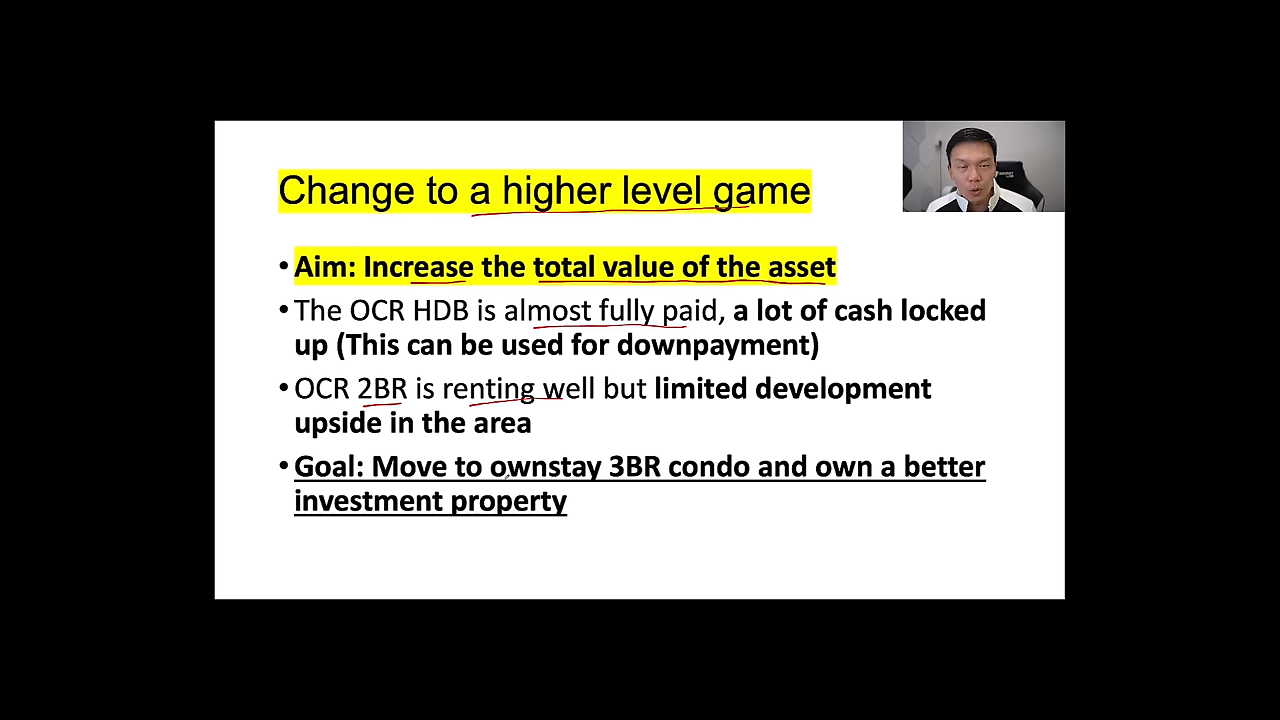 Change to a higher level game
• Aim: Increase the total value of the asset
• The OCR HDB is almost fully paid, a lot of cash locked
up (This can be used for downpayment)
• OCR 2BR is renting well but limited development
upside in the area
• Goal: Move to ownstay 3BR condo and own a better
investment property